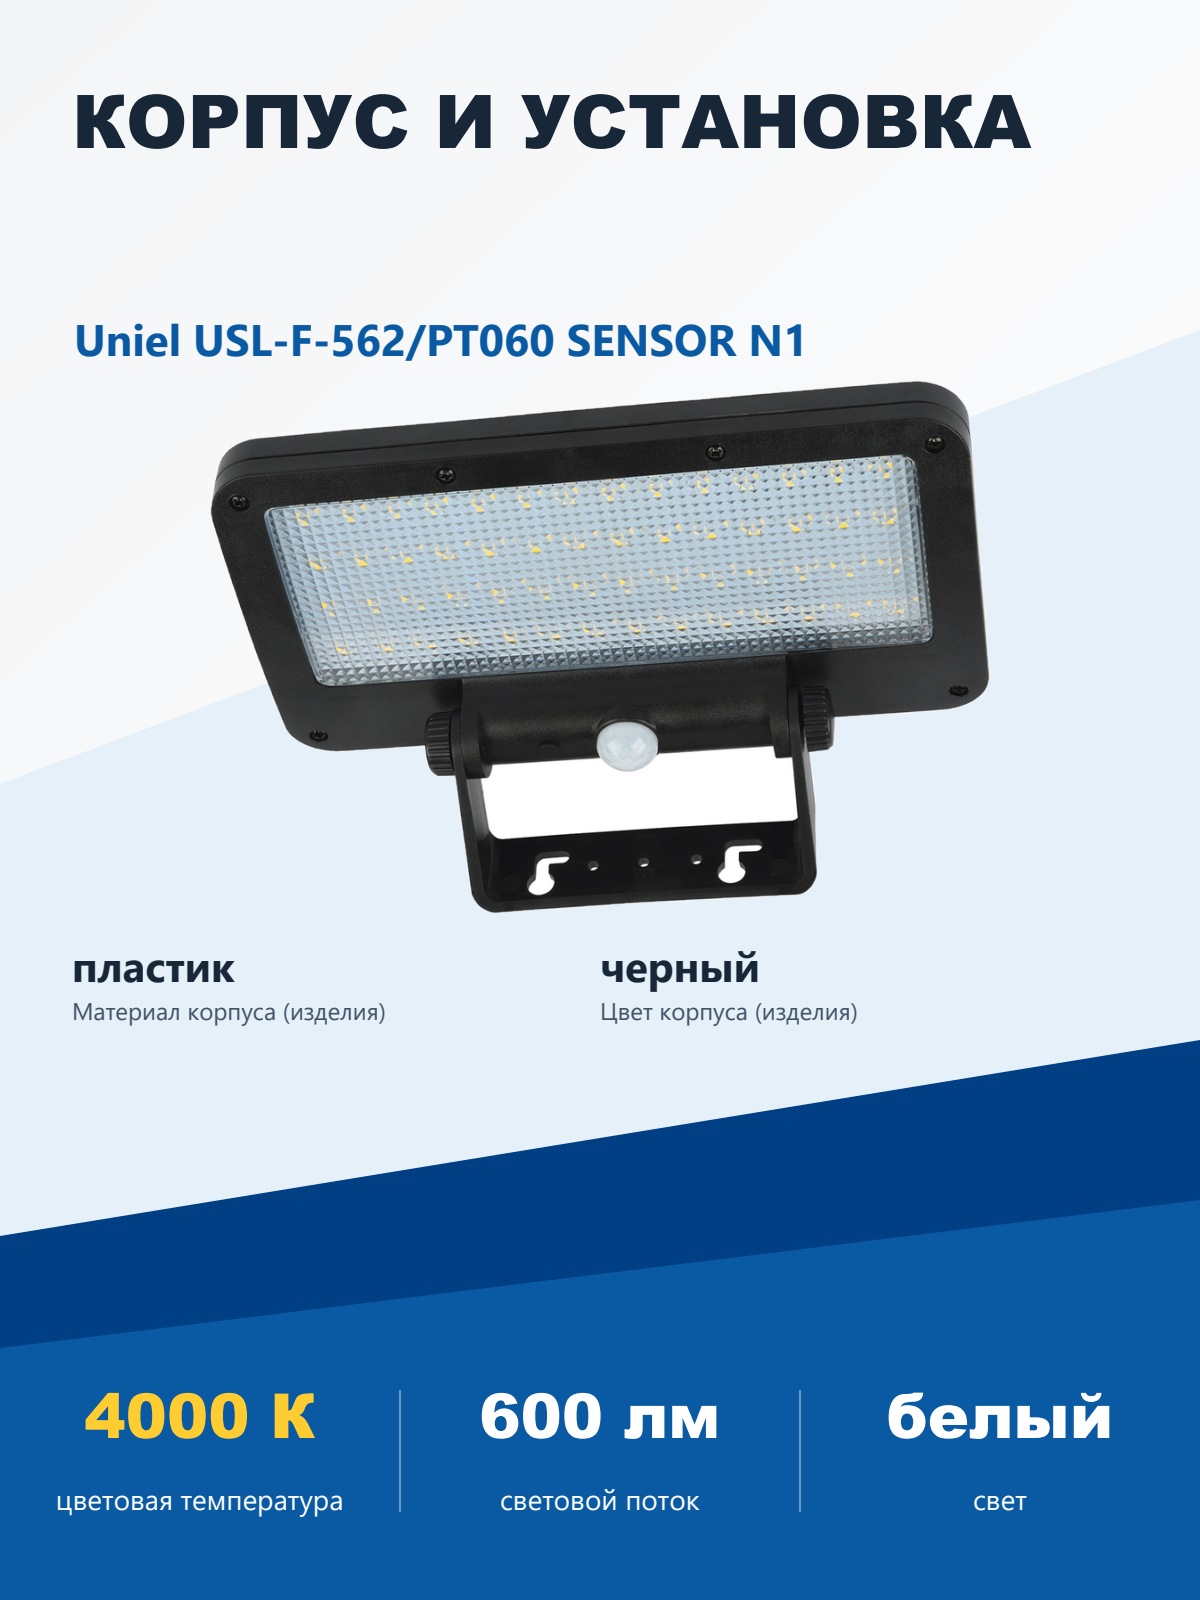 КОРПУС И УСТАНОВКА
Uniel USL-F-562/PT060 SENSOR N1
пластик
Материал корпуса (изделия)
черный
Цвет корпуса (изделия)
4000 К
цветовая температура
600 лм
световой поток
белый
свет